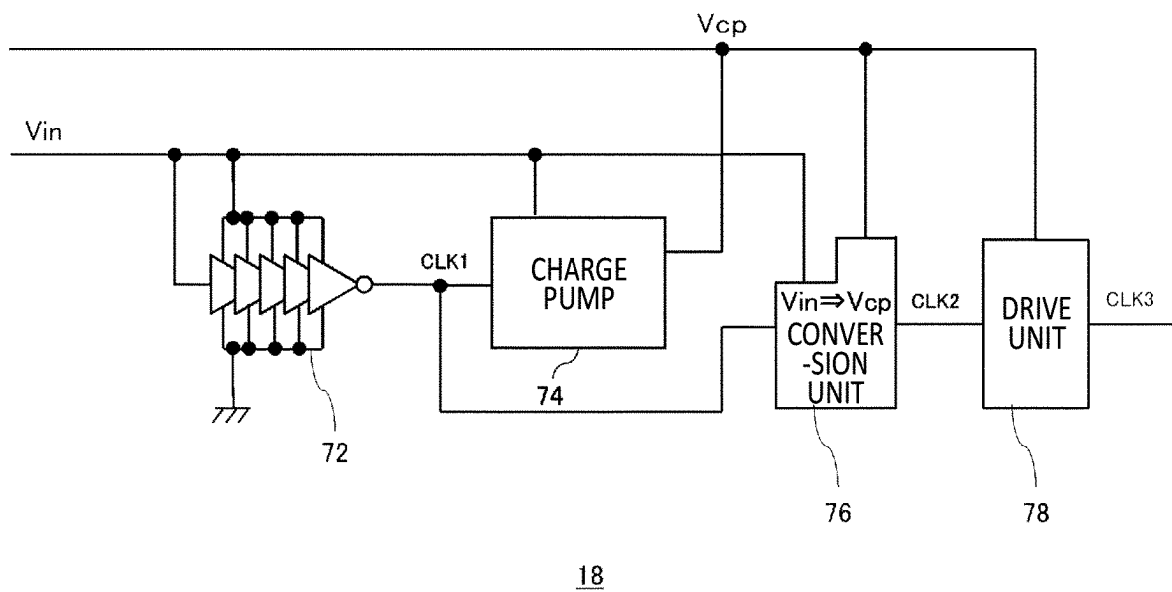 Vcp
Vin
CLK1
CHARGE
PUMP
Vin⇒Vcp
CONVER
-SION
UNIT
CLK2
DRIVE
UNIT
CLK3
72
74
76
78
18